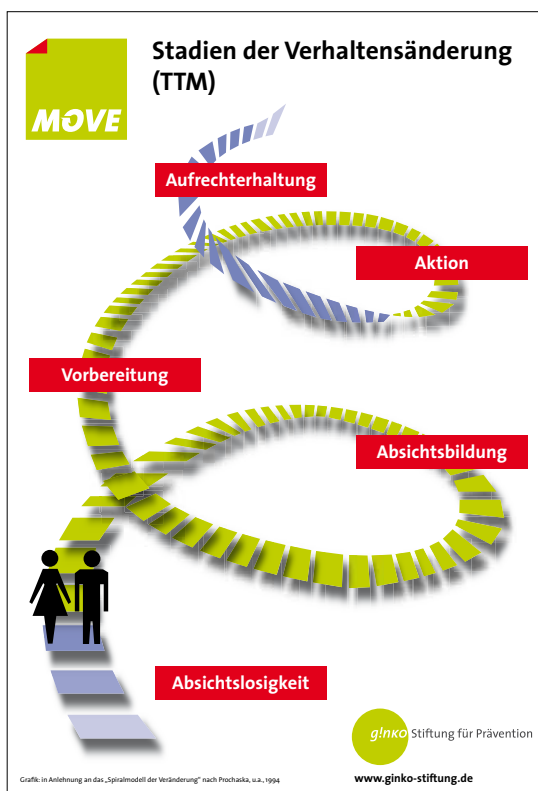 MOVE
Stadien der Verhaltensänderung
(TTM)
Aufrechterhaltung
Aktion
Vorbereitung
Absichtsbildung
Absichtslosigkeit
g!nko Stiftung für Prävention
Grafik: in Anlehnung an das „Spiralmodell der Veränderung" nach Prochaska, u.a., 1994
www.ginko-stiftung.de